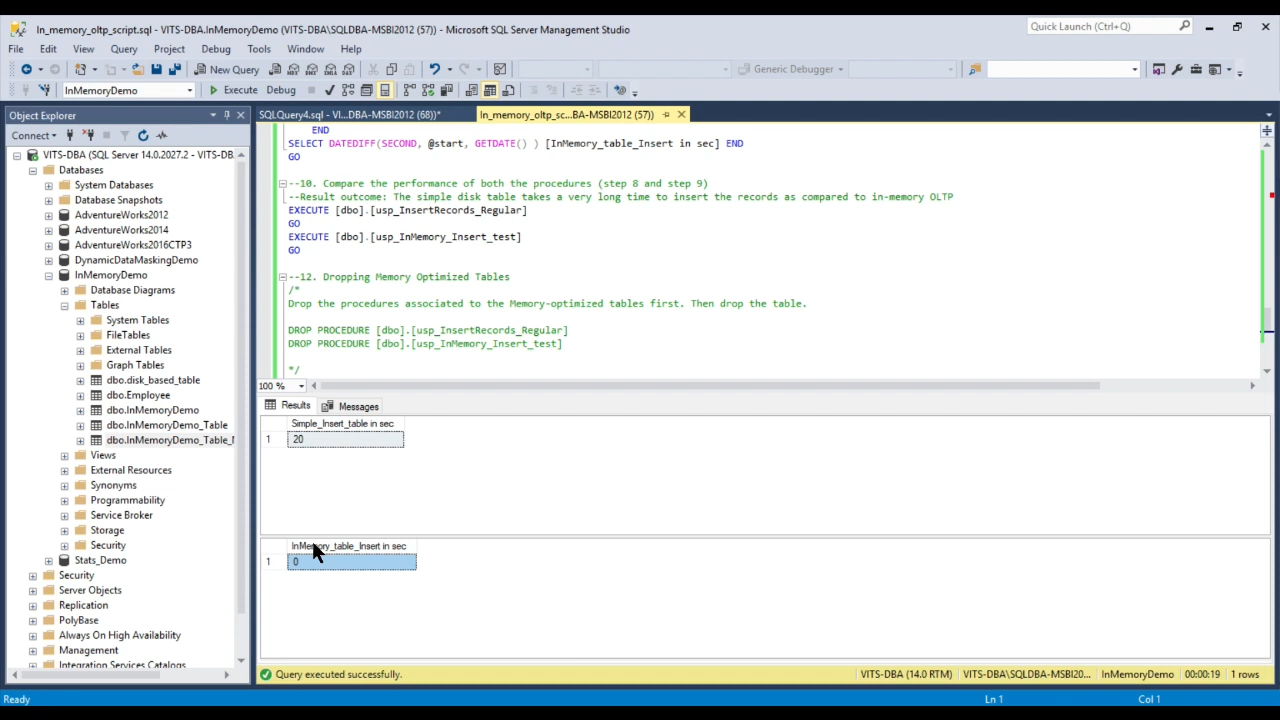 In_memory_oltp_script.sql - VITS-DBA.InMemoryDemo (VITS-DBA\SQLDBA-MSBI2012 (57)) - Microsoft SQL Server Management Studio
Quick Launch (Ctrl+Q)
File Edit View Query Project Debug Tools Window Help
New Query
Generic Debugger
InMemoryDemo
Execute Debug
Object Explorer
SQLQuery4.sql - VI...DBA-MSBI2012 (68))*
In_memory_oltp_sc...BA-MSBI2012 (57))
Connect
VITS-DBA (SQL Server 14.0.2027.2 - VITS-DB
Databases
System Databases
Database Snapshots
AdventureWorks2012
AdventureWorks2014
AdventureWorks2016CTP3
DynamicDataMaskingDemo
InMemoryDemo
Database Diagrams
Tables
System Tables
FileTables
External Tables
Graph Tables
dbo.disk_based_table
dbo.Employee
dbo.InMemoryDemo
dbo.InMemoryDemo_Table
dbo.InMemoryDemo_Table_
Views
External Resources
Synonyms
Programmability
Service Broker
Storage
Security
Stats_Demo
Security
Server Objects
Replication
PolyBase
Always On High Availability
Management
Integration Services Catalogs
END
SELECT DATEDIFF(SECOND, @start, GETDATE() ) [InMemory_table_Insert in sec] END
GO
--10. Compare the performance of both the procedures (step 8 and step 9)
--Result outcome: The simple disk table takes a very long time to insert the records as compared to in-memory OLTP
EXECUTE [dbo].[usp_InsertRecords_Regular]
GO
EXECUTE [dbo].[usp_InMemory_Insert_test]
GO
--12. Dropping Memory Optimized Tables
/*
Drop the procedures associated to the Memory-optimized tables first. Then drop the table.
DROP PROCEDURE [dbo].[usp_InsertRecords_Regular]
DROP PROCEDURE [dbo].[usp_InMemory_Insert_test]
*/
100 %
Results Messages
Simple_Insert_table in sec
1 20
InMemory_table_Insert in sec
1 0
Query executed successfully.
VITS-DBA (14.0 RTM) VITS-DBA\SQLDBA-MSBI20... InMemoryDemo 00:00:19 1 rows
Ready
Ln 1 Col 1